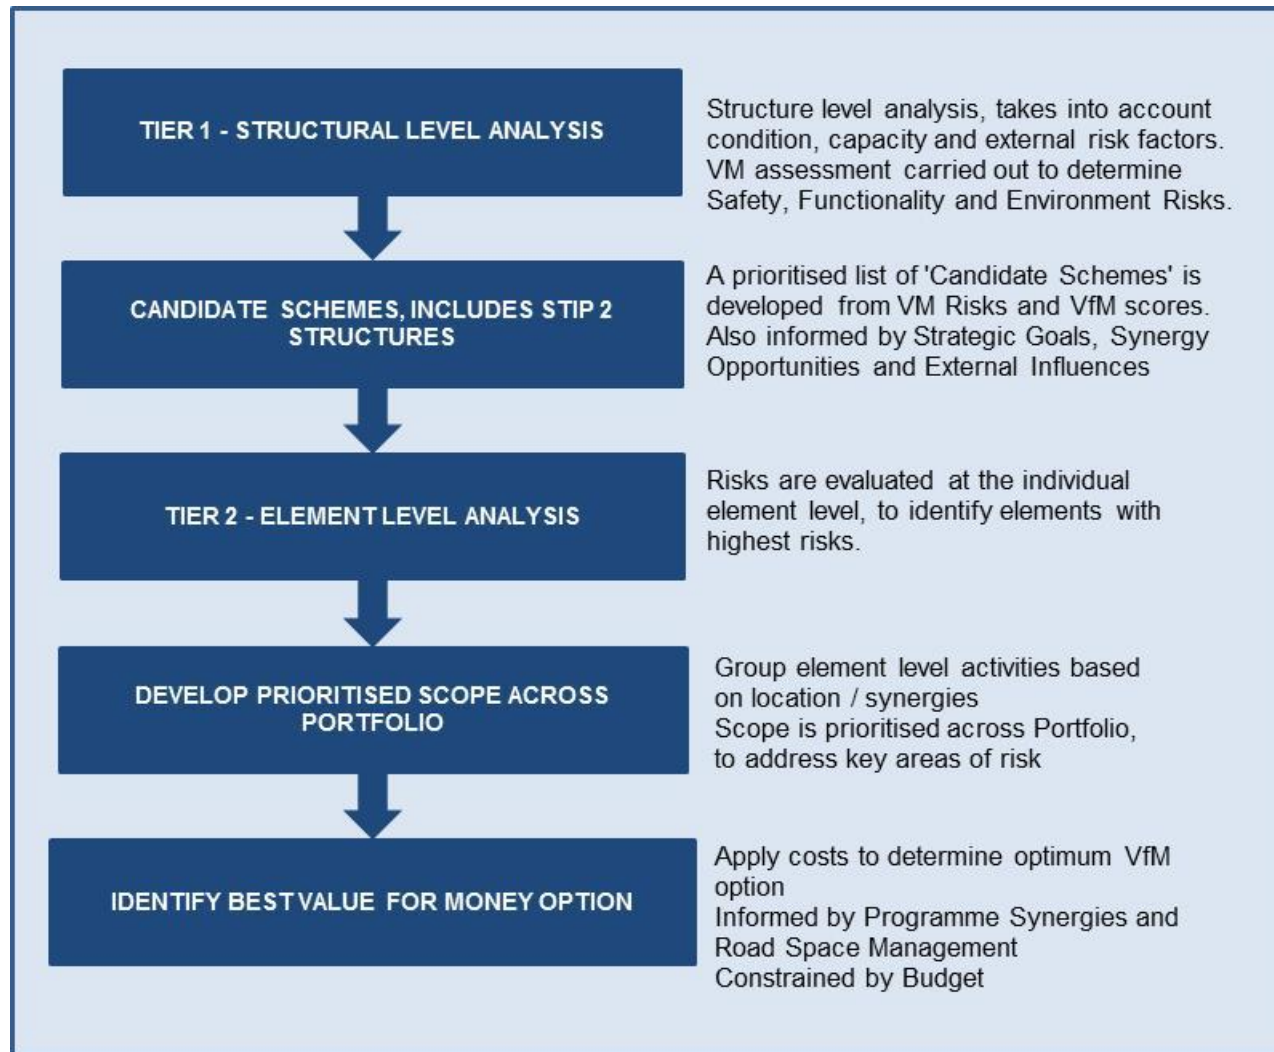 TIER 1 - STRUCTURAL LEVEL ANALYSIS
Structure level analysis, takes into account
condition, capacity and external risk factors.
VM assessment carried out to determine
Safety, Functionality and Environment Risks.
CANDIDATE SCHEMES, INCLUDES STIP 2
STRUCTURES
A prioritised list of 'Candidate Schemes' is
developed from VM Risks and VfM scores.
Also informed by Strategic Goals, Synergy
Opportunities and External Influences
TIER 2 - ELEMENT LEVEL ANALYSIS
Risks are evaluated at the individual
element level, to identify elements with
highest risks.
DEVELOP PRIORITISED SCOPE ACROSS
PORTFOLIO
Group element level activities based
on location / synergies
Scope is prioritised across Portfolio,
to address key areas of risk
IDENTIFY BEST VALUE FOR MONEY OPTION
Apply costs to determine optimum VfM
option
Informed by Programme Synergies and
Road Space Management
Constrained by Budget